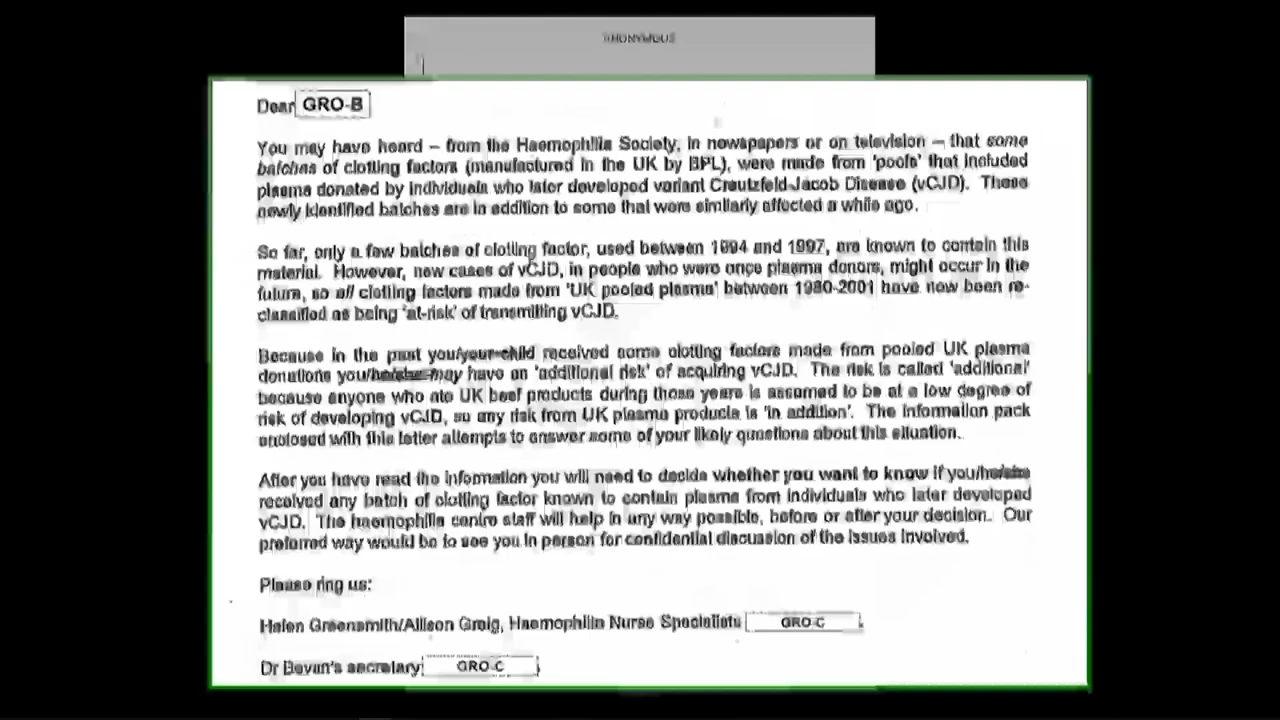 ANONYMOUS
Dear GRO-B
You may have heard – from the Haemophilia Society, in newspapers or on television – that some
batches of clotting factors (manufactured in the UK by BPL), were made from 'pools' that included
plasma donated by individuals who later developed variant Creutzfeld-Jacob Disease (vCJD). These
newly identified batches are in addition to some that were similarly affected a while ago.
So far, only a few batches of clotting factor, used between 1994 and 1997, are known to contain this
material. However, new cases of vCJD, in people who were once plasma donors, might occur in the
future, so all clotting factors made from 'UK pooled plasma' between 1980-2001 have now been re-
classified as being 'at-risk' of transmitting vCJD.
Because in the past you/your child received some clotting factors made from pooled UK plasma
donations you/he/she may have an 'additional risk' of acquiring vCJD. The risk is called 'additional'
because anyone who ate UK beef products during those years is assumed to be at a low degree of
risk of developing vCJD, so any risk from UK plasma products is 'in addition'. The information pack
enclosed with this letter attempts to answer some of your likely questions about this situation.
After you have read the information you will need to decide whether you want to know if you/he/she
received any batch of clotting factor known to contain plasma from individuals who later developed
vCJD. The haemophilia centre staff will help in any way possible, before or after your decision. Our
preferred way would be to see you in person for confidential discussion of the issues involved.
Please ring us:
Helen Greensmith/Allison Greig, Haemophilia Nurse Specialists GRO-C
Dr Bevan's secretary GRO-C